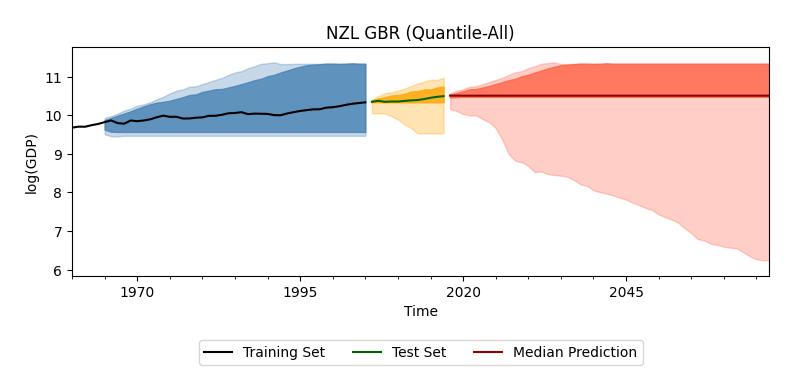 NZL GBR (Quantile-All)
log(GDP)
11
10
9
8
7
6
1970 1995 2020 2045
Time
Training Set Test Set Median Prediction